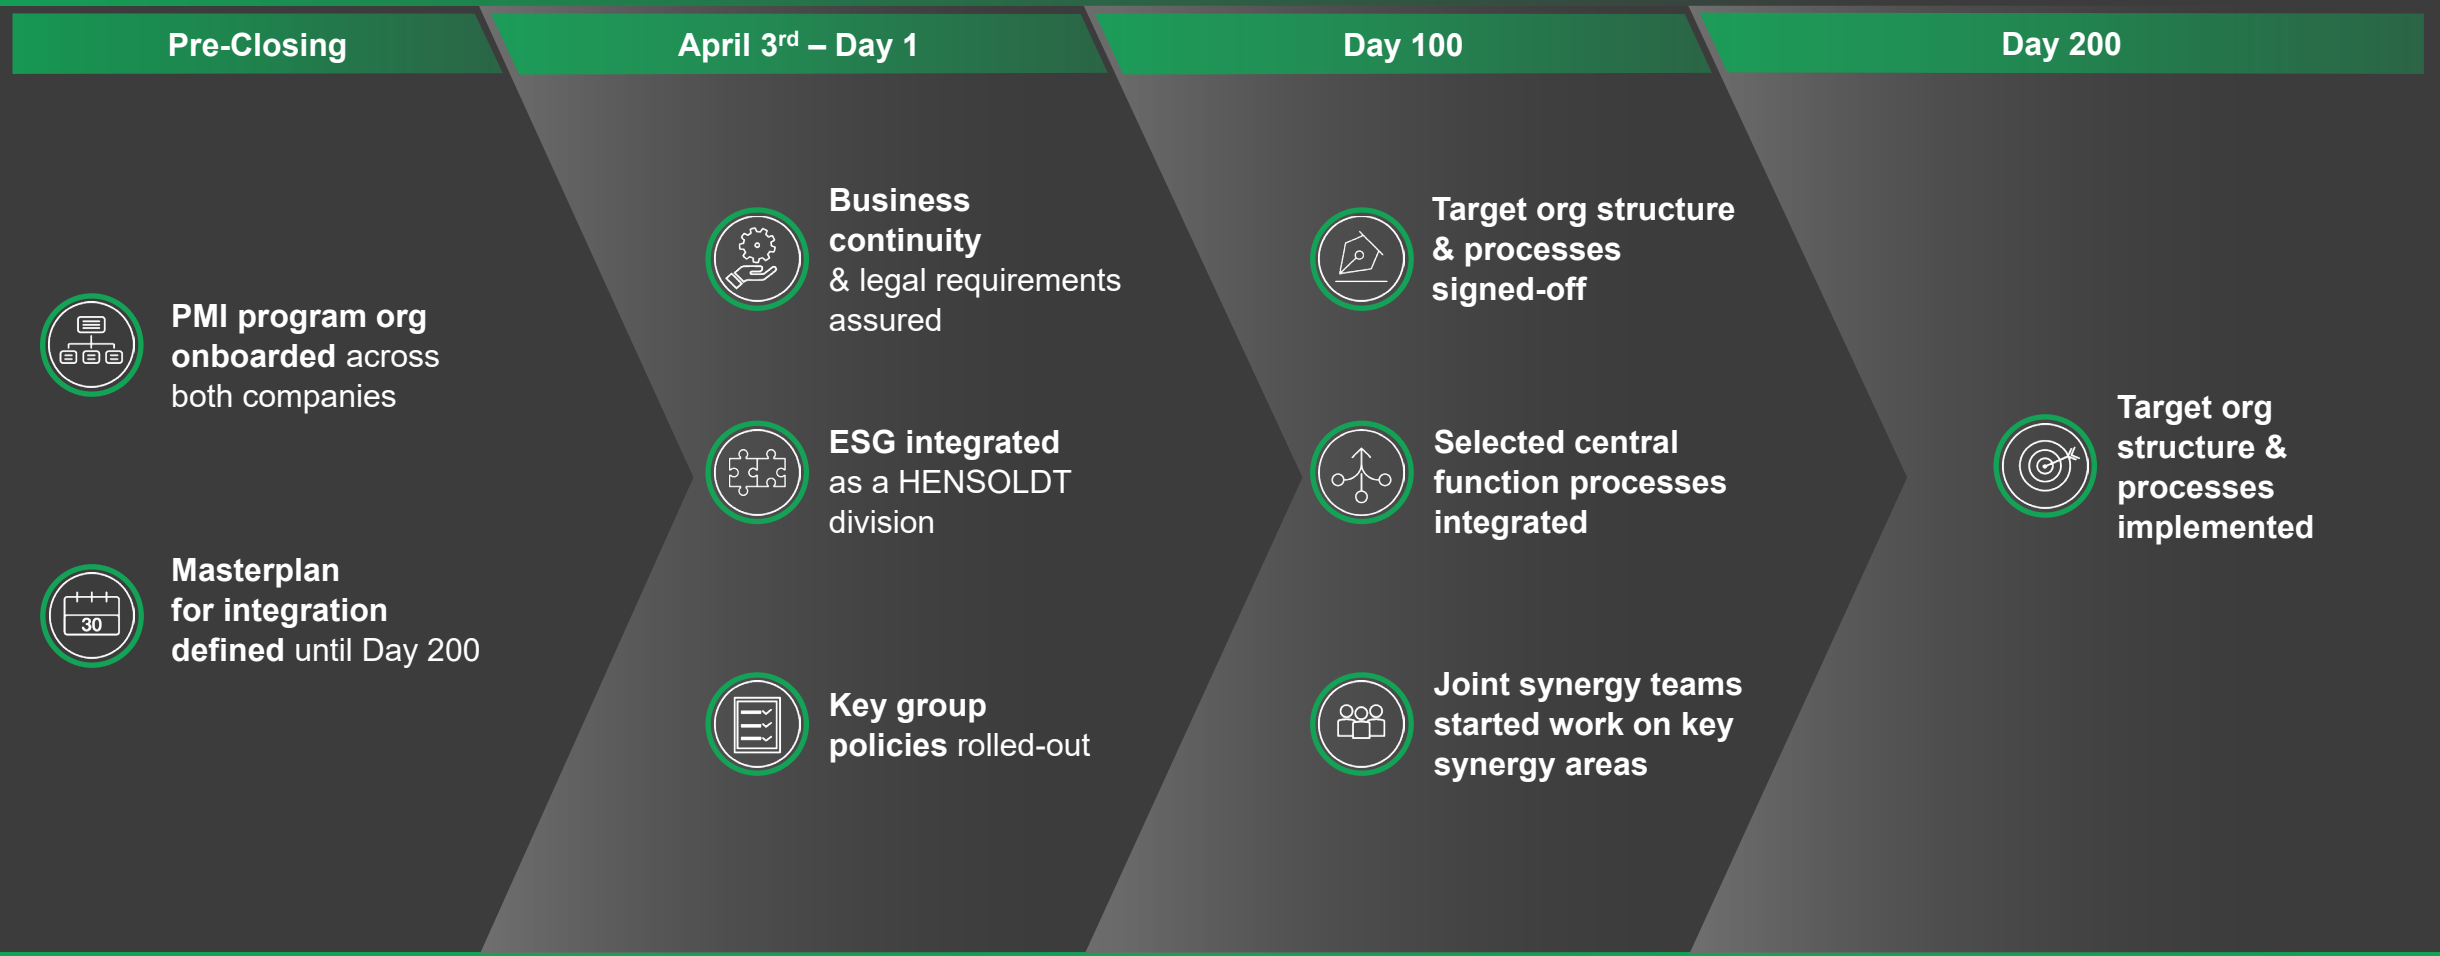 Pre-Closing
PMI program org
onboarded across
both companies
30
Masterplan
for integration
defined until Day 200
April 3rd – Day 1
Business
continuity
& legal requirements
assured
ESG integrated
as a HENSOLDT
division
Key group
policies rolled-out
Day 100
Target org structure
& processes
signed-off
Selected central
function processes
integrated
Joint synergy teams
started work on key
synergy areas
Day 200
Target org
structure &
processes
implemented